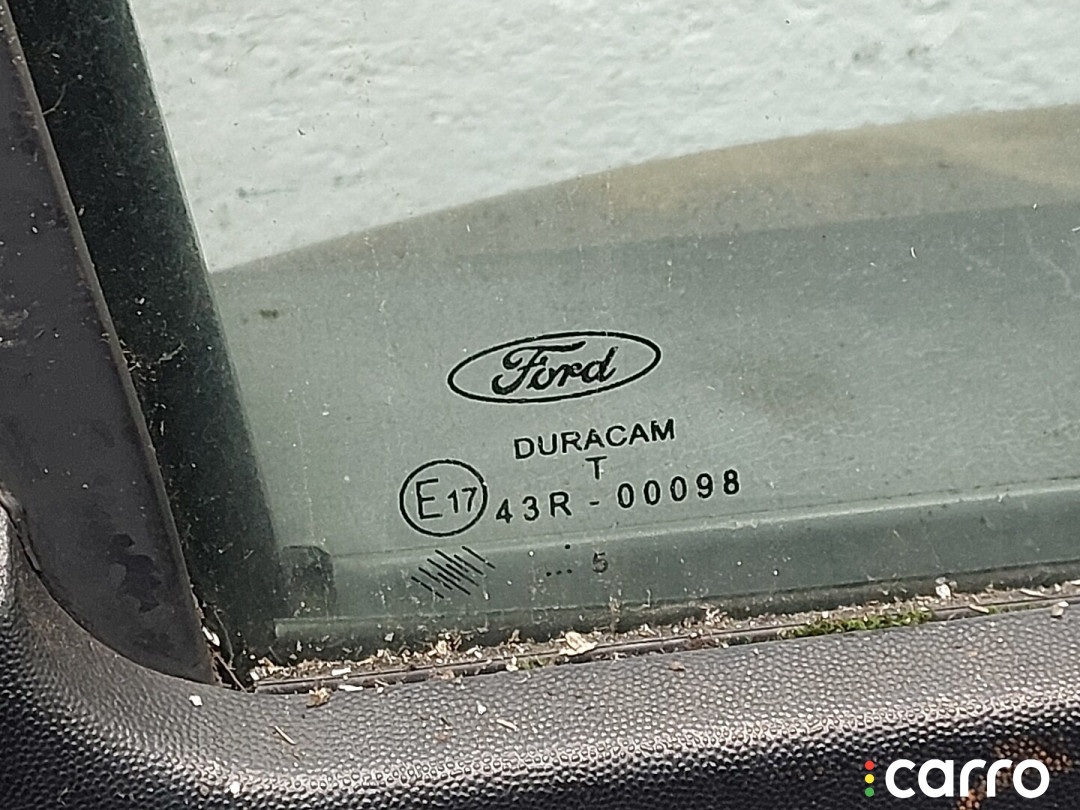 Ford
DURACAM
T
E17 43R - 00098
... 5
carro